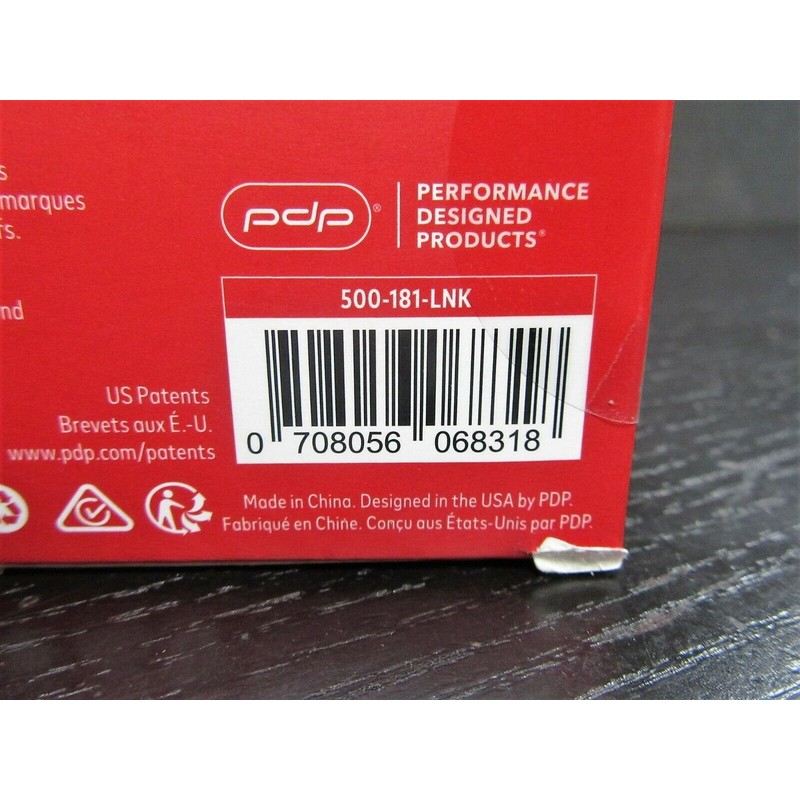 s
marques
rs.
nd
pdp®
PERFORMANCE
DESIGNED
PRODUCTS®
500-181-LNK
0 708056 068318
US Patents
Brevets aux É.-U.
www.pdp.com/patents
Made in China. Designed in the USA by PDP.
Fabriqué en Chine. Conçu aus États-Unis par PDP.